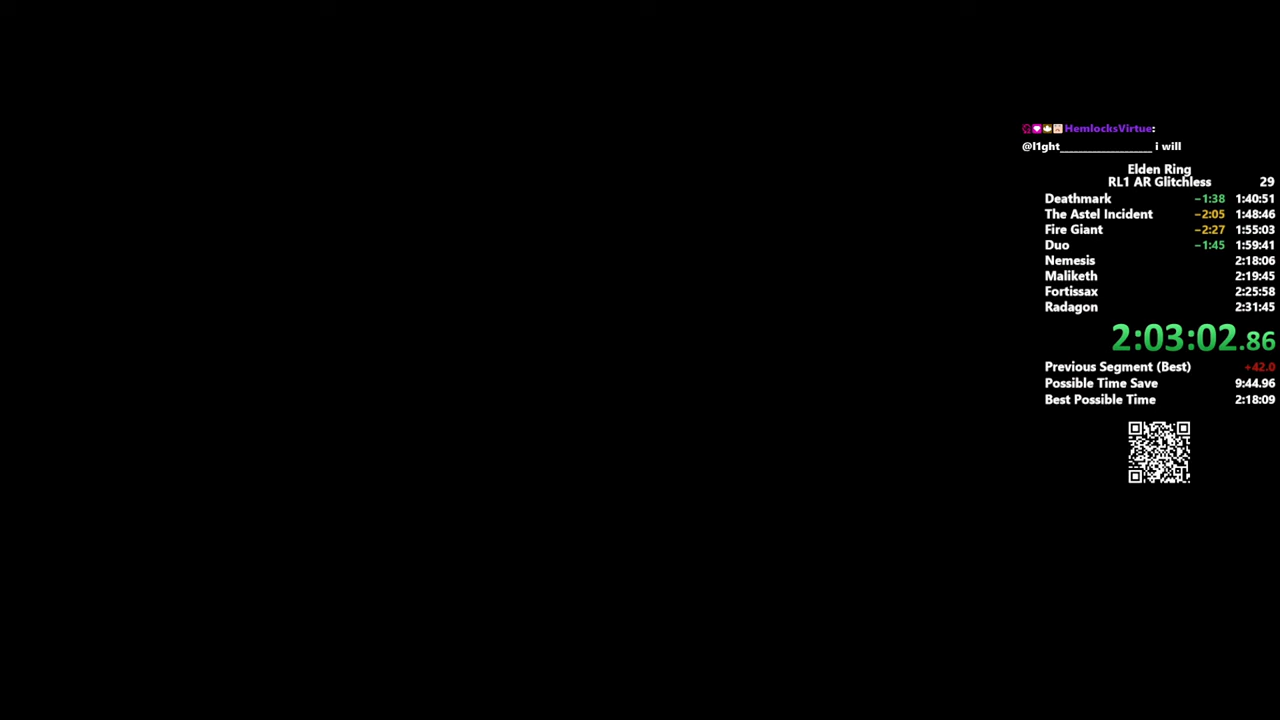 HemlocksVirtue:
@l1ght__________________ i will
Elden Ring
RL1 AR Glitchless 29
Deathmark −1:38 1:40:51
The Astel Incident −2:05 1:48:46
Fire Giant −2:27 1:55:03
Duo −1:45 1:59:41
Nemesis 2:18:06
Maliketh 2:19:45
Fortissax 2:25:58
Radagon 2:31:45
2:03:02.86
Previous Segment (Best) +42.0
Possible Time Save 9:44.96
Best Possible Time 2:18:09